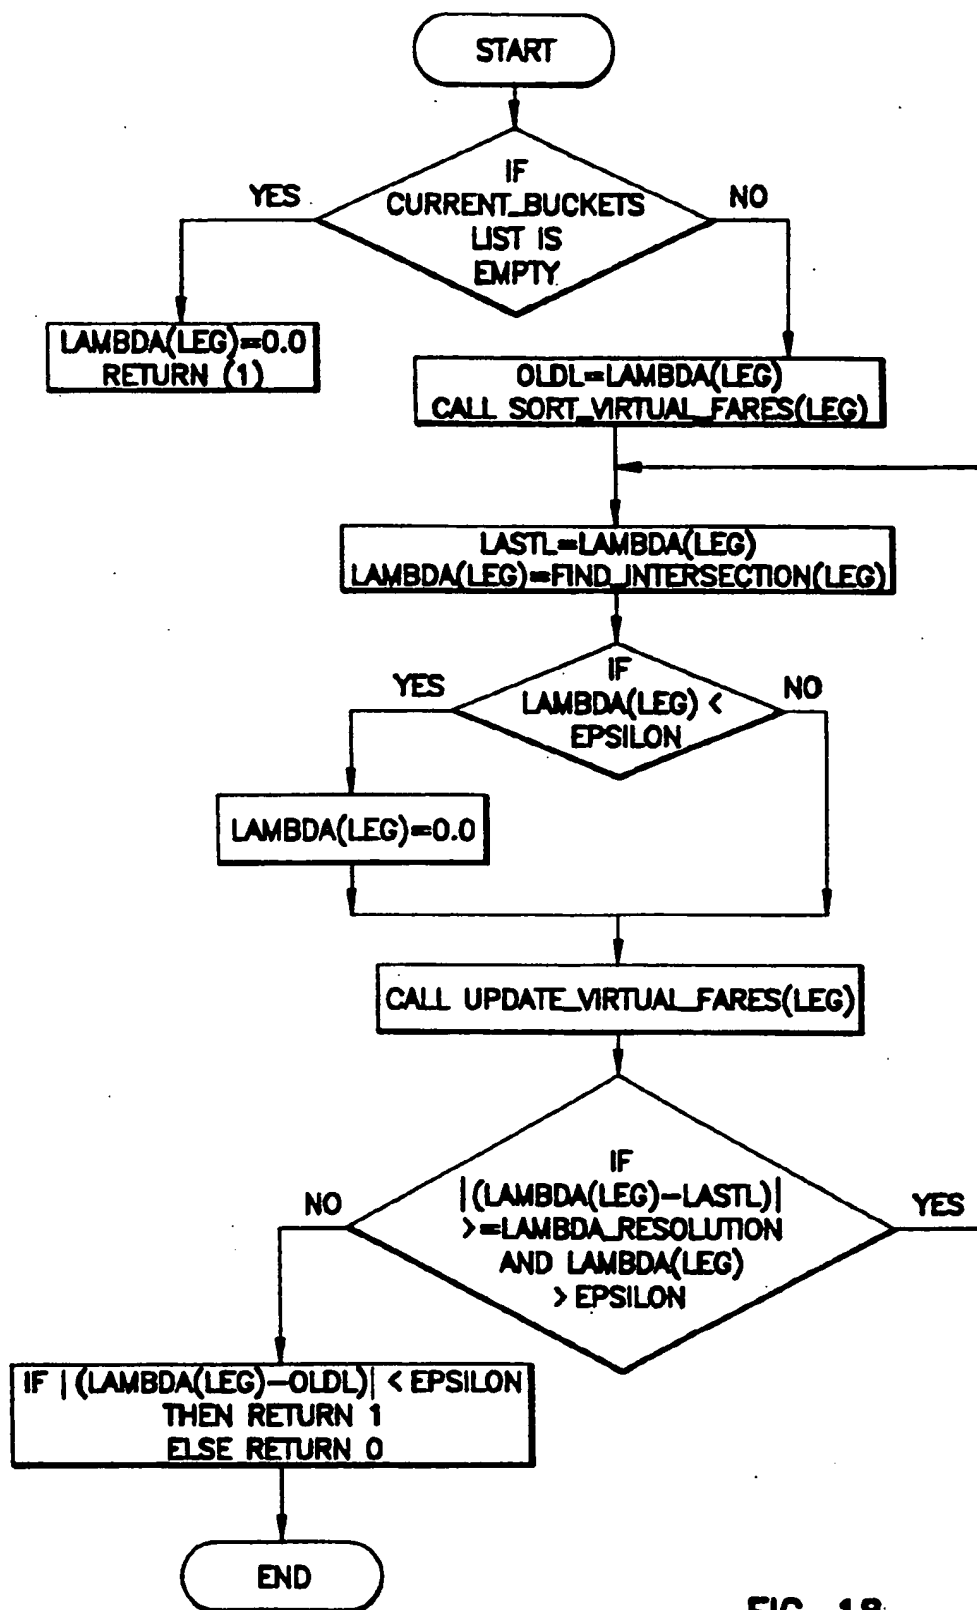 START
IF
CURRENT_BUCKETS
LIST IS
EMPTY
YES
NO
LAMBDA(LEG)=0.0
RETURN (1)
OLDL=LAMBDA(LEG)
CALL SORT_VIRTUAL_FARES(LEG)
LASTL=LAMBDA(LEG)
LAMBDA(LEG)=FIND_INTERSECTION(LEG)
IF
LAMBDA(LEG) <
EPSILON
YES
NO
LAMBDA(LEG)=0.0
CALL UPDATE_VIRTUAL_FARES(LEG)
IF
|(LAMBDA(LEG)-LASTL)|
>=LAMBDA_RESOLUTION
AND LAMBDA(LEG)
> EPSILON
NO
YES
IF |(LAMBDA(LEG)-OLDL)| < EPSILON
THEN RETURN 1
ELSE RETURN 0
END
FIG. 18